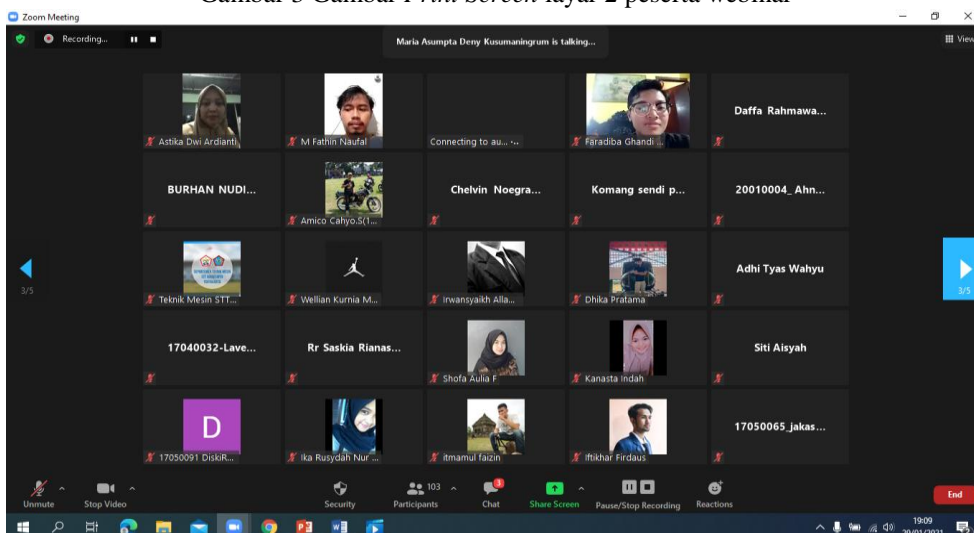 Gambar 3 Gambar Print Screen layar 2 peserta webinar
Zoom Meeting
Recording...
Maria Asumpta Deny Kusumaningrum is talking...
View
Astika Dwi Ardianti
M Fathin Naufal
Connecting to au... ...
Faradiba Ghandi ...
Daffa Rahmawa...
BURHAN NUDI...
Amico Cahyo.S(1...
Chelvin Noegra...
Komang sendi p...
20010004_ Ahn...
3/5
Teknik Mesin STT...
Wellian Kurnia M...
Irwansyaikh Alla...
Dhika Pratama
Adhi Tyas Wahyu
3/5
17040032-Lave...
Rr Saskia Rianas...
Shofa Aulia F
Kanasta Indah
Siti Aisyah
D
17050091 DiskiR...
Ika Rusydah Nur ...
itmamul faizin
Iftikhar Firdaus
17050065_jakas...
Unmute
Stop Video
Security
Participants
103
Chat
3
Share Screen
Pause/Stop Recording
Reactions
End
19:09